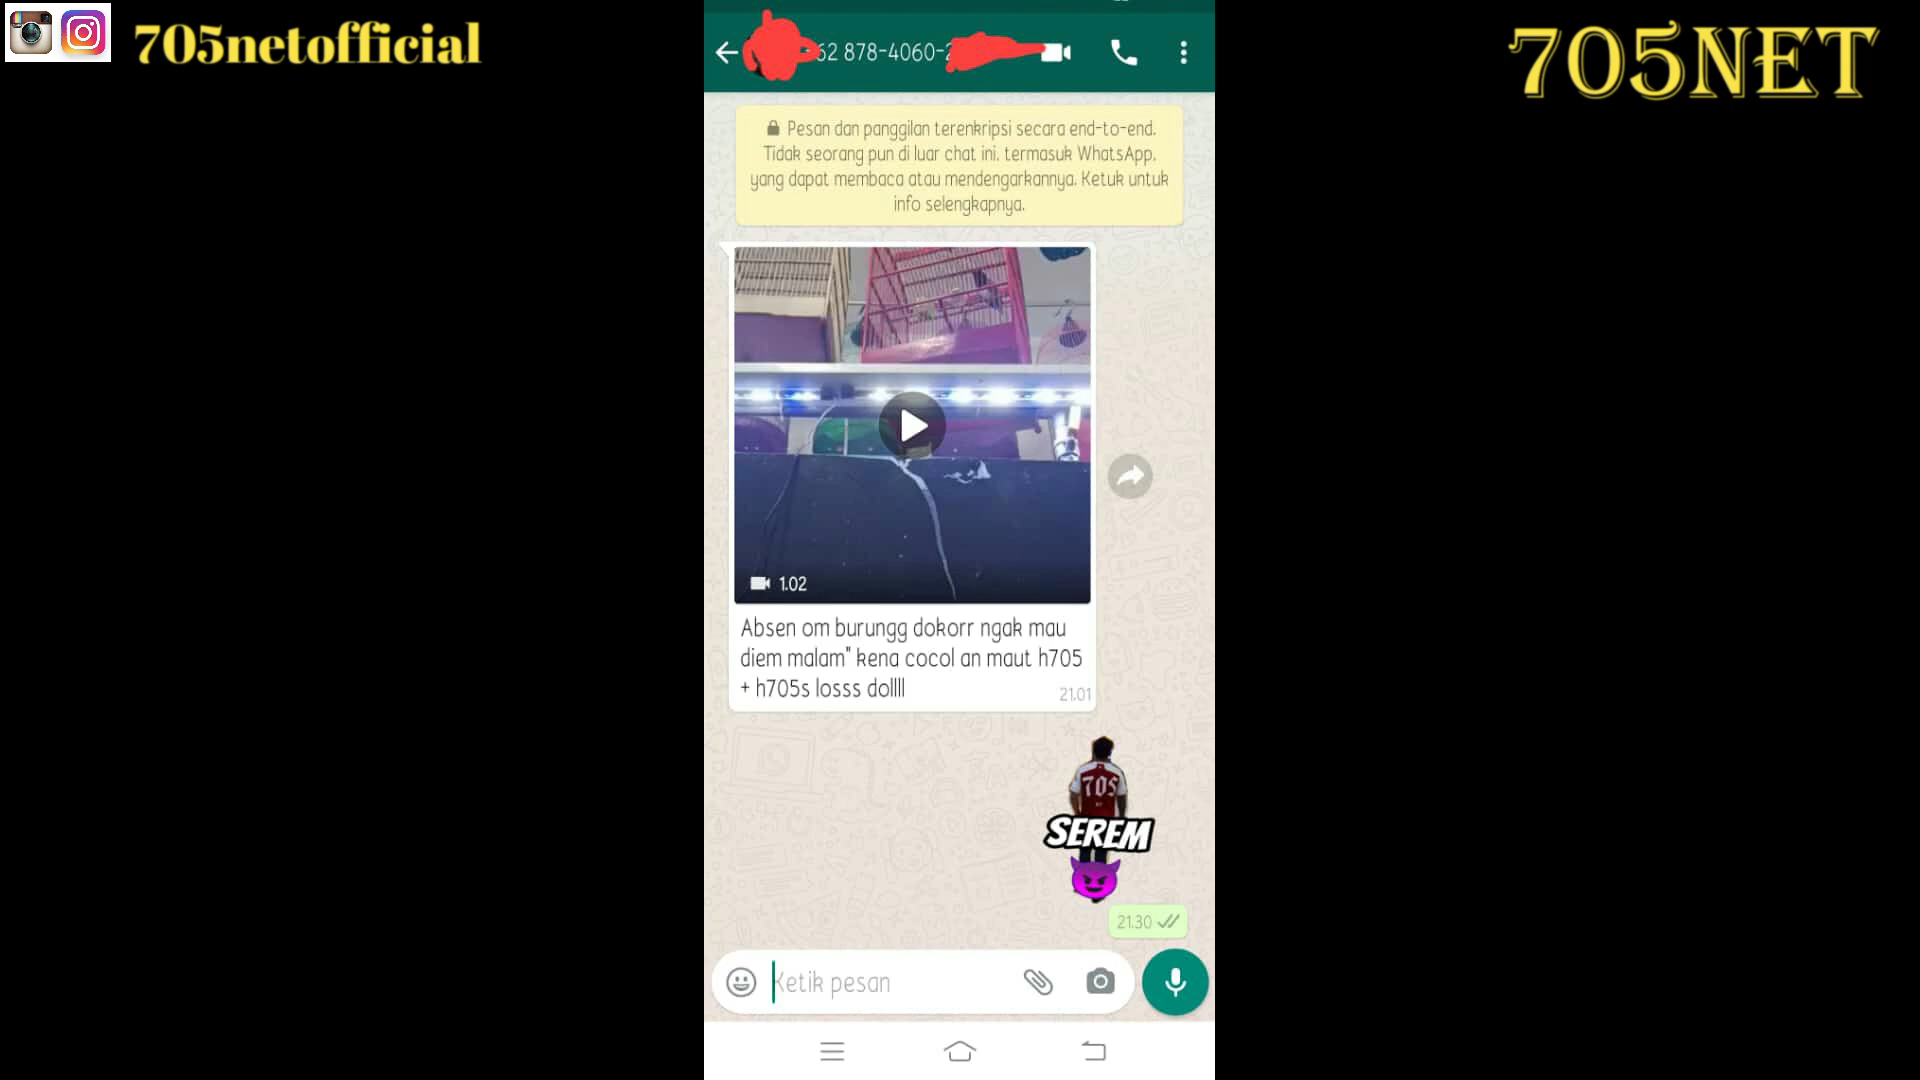 705netofficial
705NET
62 878-4060-
Pesan dan panggilan terenkripsi secara end-to-end.
Tidak seorang pun di luar chat ini, termasuk WhatsApp,
yang dapat membaca atau mendengarkannya. Ketuk untuk
info selengkapnya.
1.02
Absen om burungg dokorr ngak mau
diem malam" kena cocol an maut h705
+ h705s losss dollll
21.01
705
SEREM
21.30
Ketik pesan